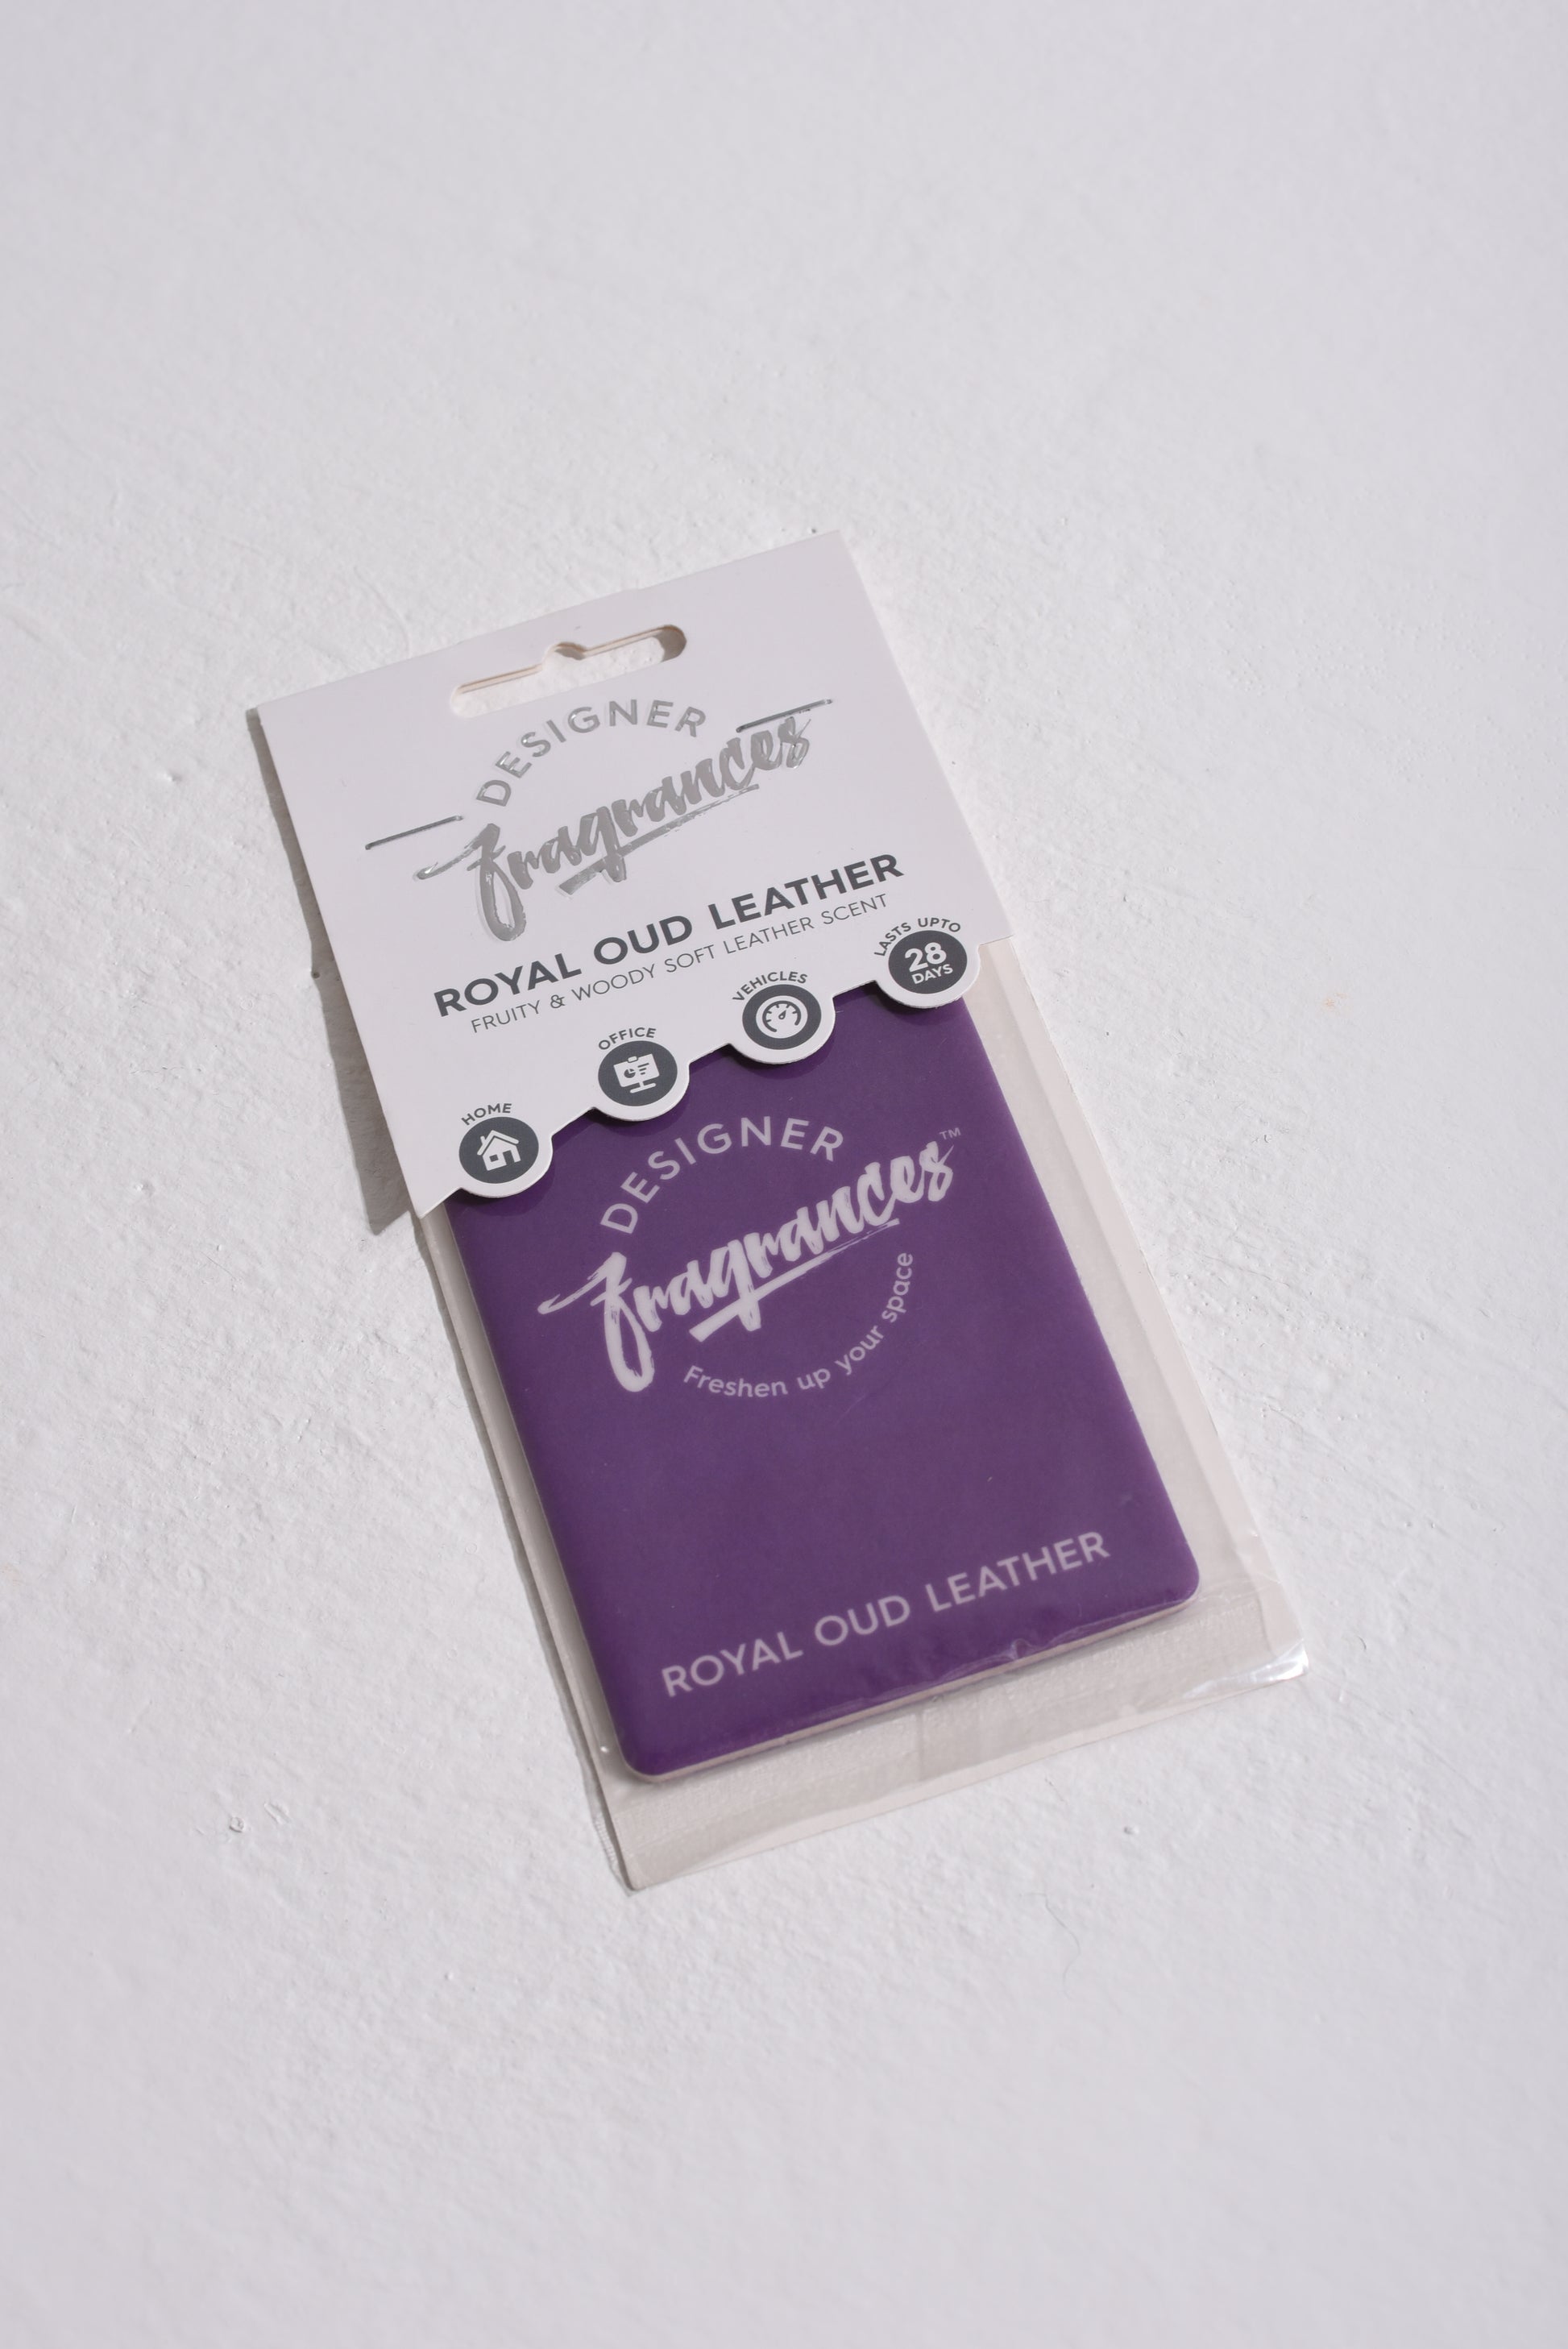 DESIGNER
fragrances
ROYAL OUD LEATHER
FRUITY & WOODY SOFT LEATHER SCENT
HOME
OFFICE
VEHICLES
LASTS UPTO
28
DAYS
DESIGNER
fragrances™
Freshen up your space
ROYAL OUD LEATHER